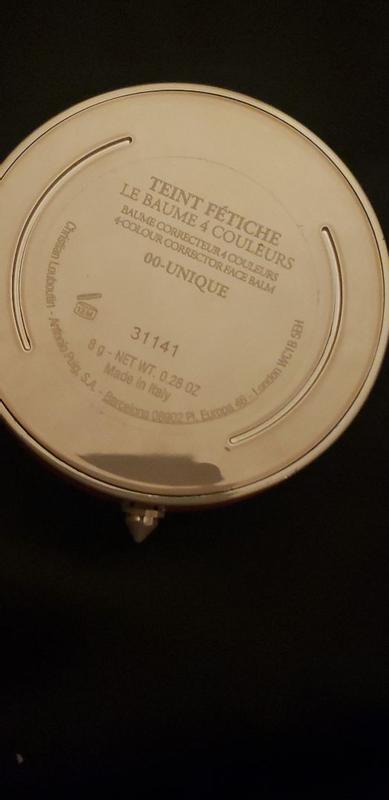 TEINT FÉTICHE
LE BAUME 4 COULEURS
BAUME CORRECTEUR 4 COULEURS
4-COLOUR CORRECTOR FACE BALM
00-UNIQUE
12M
31141
8 g - NET WT. 0.28 OZ
Made in Italy
Christian Louboutin - Antonio Puig, S.A. - Barcelona 08902 Pl. Europa 46 - London WC1B 5EH